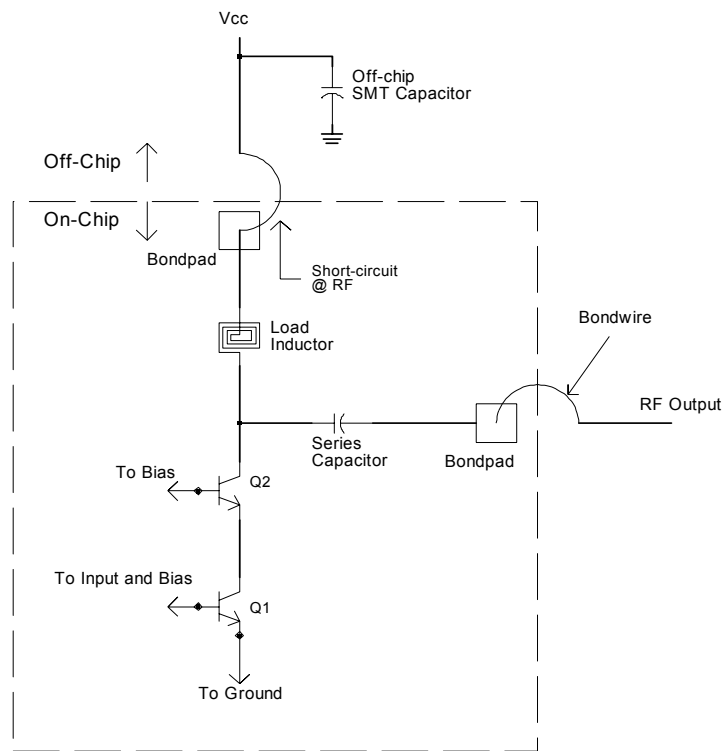 Vcc
Off-chip
SMT Capacitor
Off-Chip
On-Chip
Bondpad
Short-circuit
@ RF
Load
Inductor
Bondwire
RF Output
Series
Capacitor
Bondpad
To Bias
Q2
To Input and Bias
Q1
To Ground